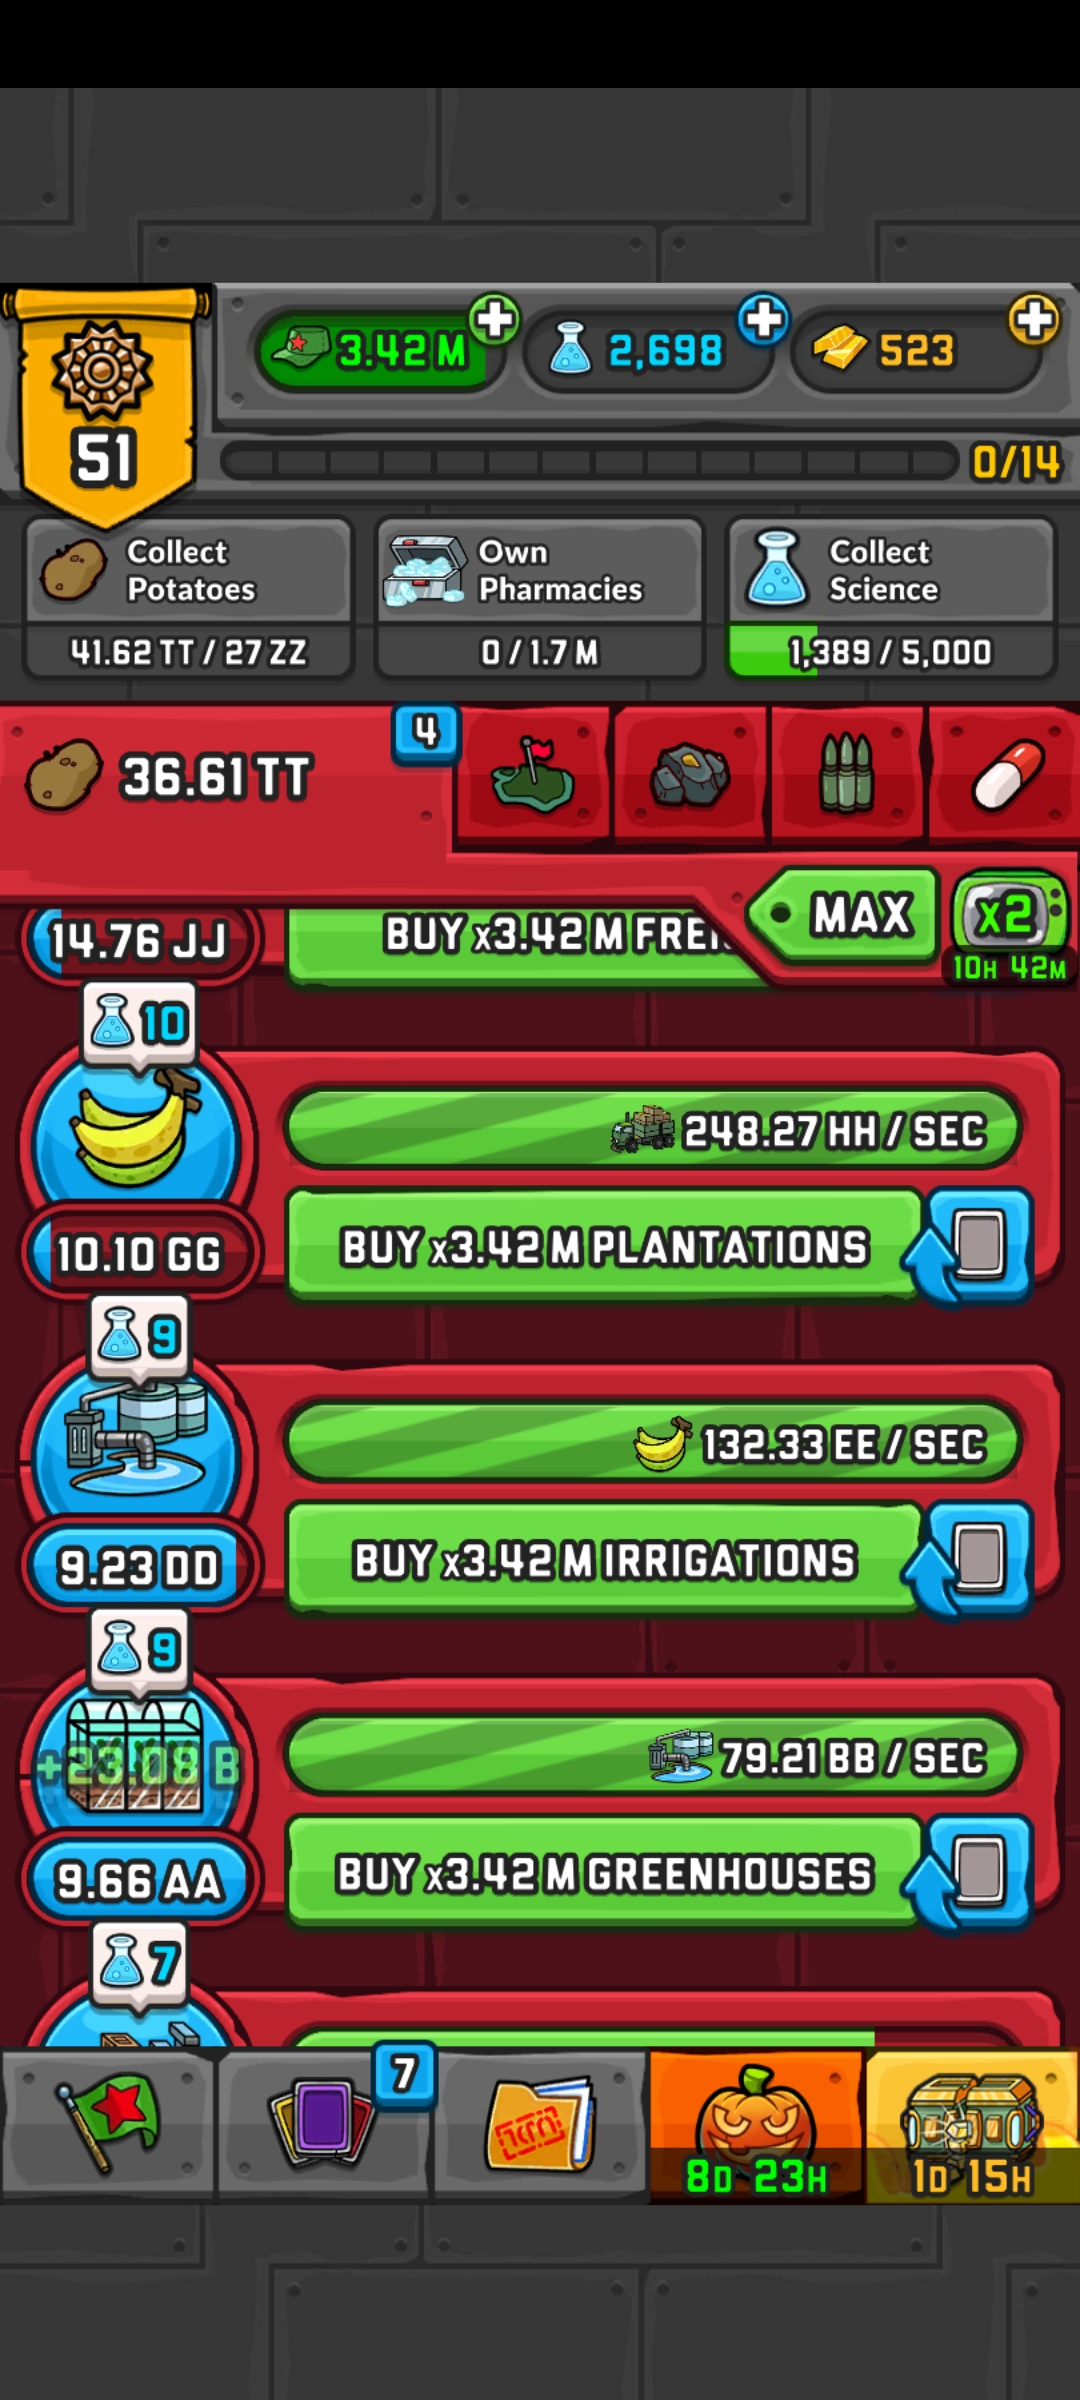 3.42 M
2,698
523
51
0/14
Collect
Potatoes
41.62 TT / 27 ZZ
Own
Pharmacies
0 / 1.7 M
Collect
Science
1,389 / 5,000
36.61 TT
4
14.76 JJ
BUY x3.42 M
MAX
x2
10H 42M
10
248.27 HH / SEC
10.10 GG
BUY x3.42 M PLANTATIONS
9
132.33 EE / SEC
9.23 DD
BUY x3.42 M IRRIGATIONS
9
+23.08 B
79.21 BB / SEC
9.66 AA
BUY x3.42 M GREENHOUSES
7
7
8D 23H
1D 15H